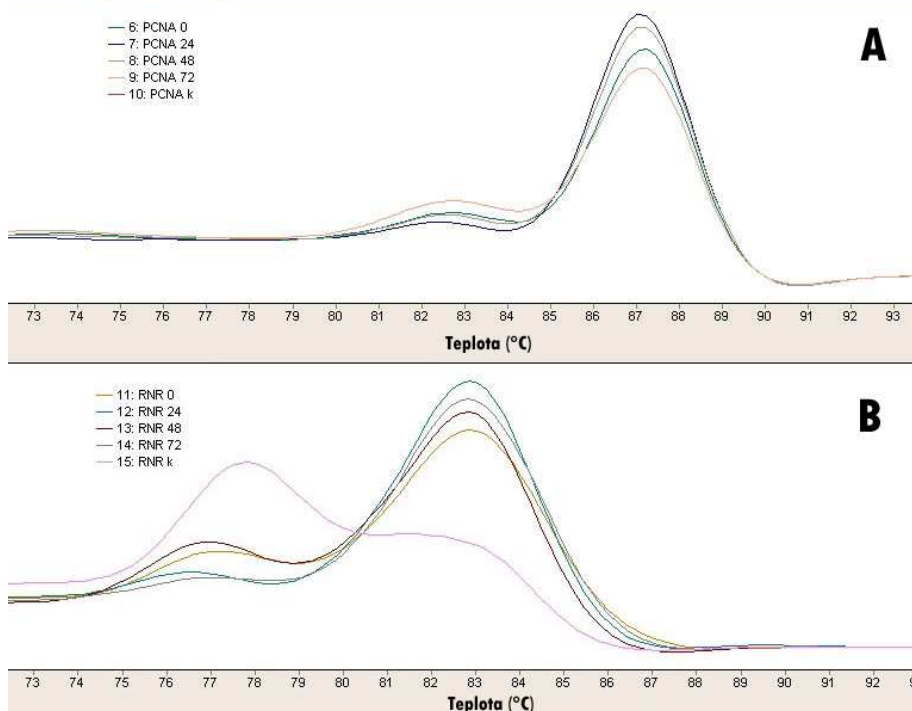 A
6: PCNA 0
7: PCNA 24
8: PCNA 48
9: PCNA 72
10: PCNA k
73 74 75 76 77 78 79 80 81 82 83 84 85 86 87 88 89 90 91 92 93
Teplota (°C)
B
11: RNR 0
12: RNR 24
13: RNR 48
14: RNR 72
15: RNR k
73 74 75 76 77 78 79 80 81 82 83 84 85 86 87 88 89 90 91 92
Teplota (°C)